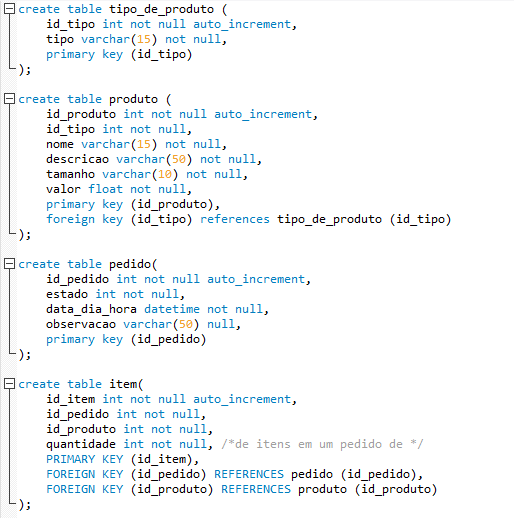 create table tipo_de_produto (
    id_tipo int not null auto_increment,
    tipo varchar(15) not null,
    primary key (id_tipo)
);
create table produto (
    id_produto int not null auto_increment,
    id_tipo int not null,
    nome varchar(15) not null,
    descricao varchar(50) not null,
    tamanho varchar(10) not null,
    valor float not null,
    primary key (id_produto),
    foreign key (id_tipo) references tipo_de_produto (id_tipo)
);
create table pedido(
    id_pedido int not null auto_increment,
    estado int not null,
    data_dia_hora datetime not null,
    observacao varchar(50) null,
    primary key (id_pedido)
);
create table item(
    id_item int not null auto_increment,
    id_pedido int not null,
    id_produto int not null,
    quantidade int not null, /*de itens em um pedido de */
    PRIMARY KEY (id_item),
    FOREIGN KEY (id_pedido) REFERENCES pedido (id_pedido),
    FOREIGN KEY (id_produto) REFERENCES produto (id_produto)
);